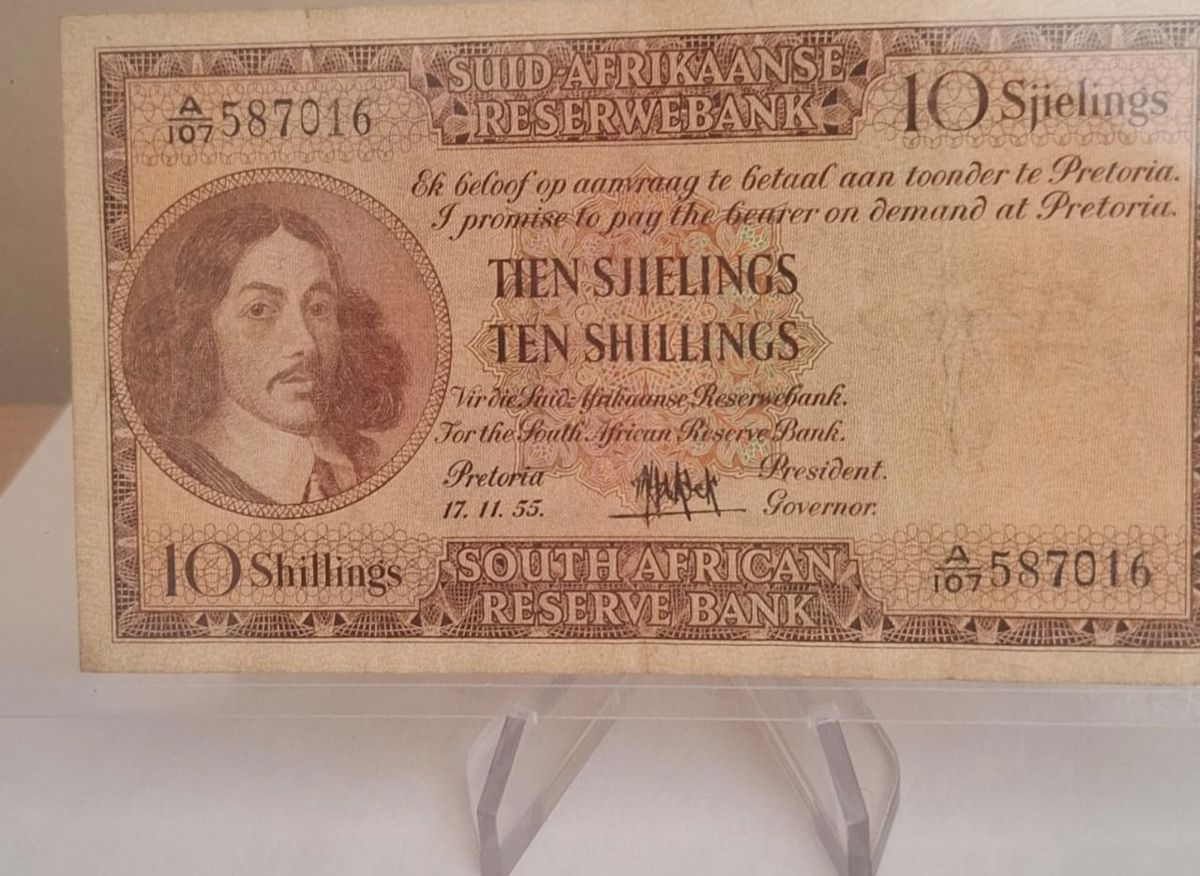 SUID-AFRIKAANSE
RESERWEBANK
A/107 587016
10 Sjielings
Ek beloof op aanvraag te betaal aan toonder te Pretoria.
I promise to pay the bearer on demand at Pretoria.
TIEN SJIELINGS
TEN SHILLINGS
Vir die Suid-Afrikaanse Reserwebank.
For the South African Reserve Bank.
Pretoria
17. 11. 55.
President.
Governor.
10 Shillings
SOUTH AFRICAN
RESERVE BANK
A/107 587016